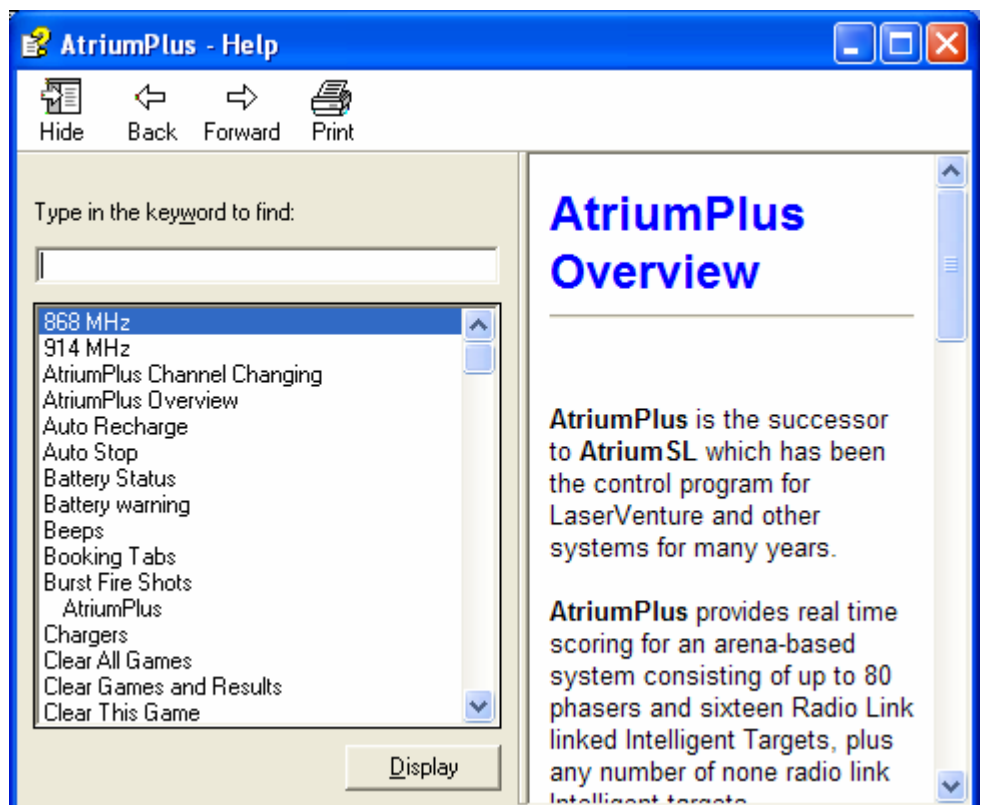 AtriumPlus - Help
Hide Back Forward Print
Type in the keyword to find:
868 MHz
914 MHz
AtriumPlus Channel Changing
AtriumPlus Overview
Auto Recharge
Auto Stop
Battery Status
Battery warning
Beeps
Booking Tabs
Burst Fire Shots
AtriumPlus
Chargers
Clear All Games
Clear Games and Results
Clear This Game
Display
AtriumPlus
Overview
AtriumPlus is the successor
to AtriumSL which has been
the control program for
LaserVenture and other
systems for many years.
AtriumPlus provides real time
scoring for an arena-based
system consisting of up to 80
phasers and sixteen Radio Link
linked Intelligent Targets, plus
any number of none radio link
Intelligent targets